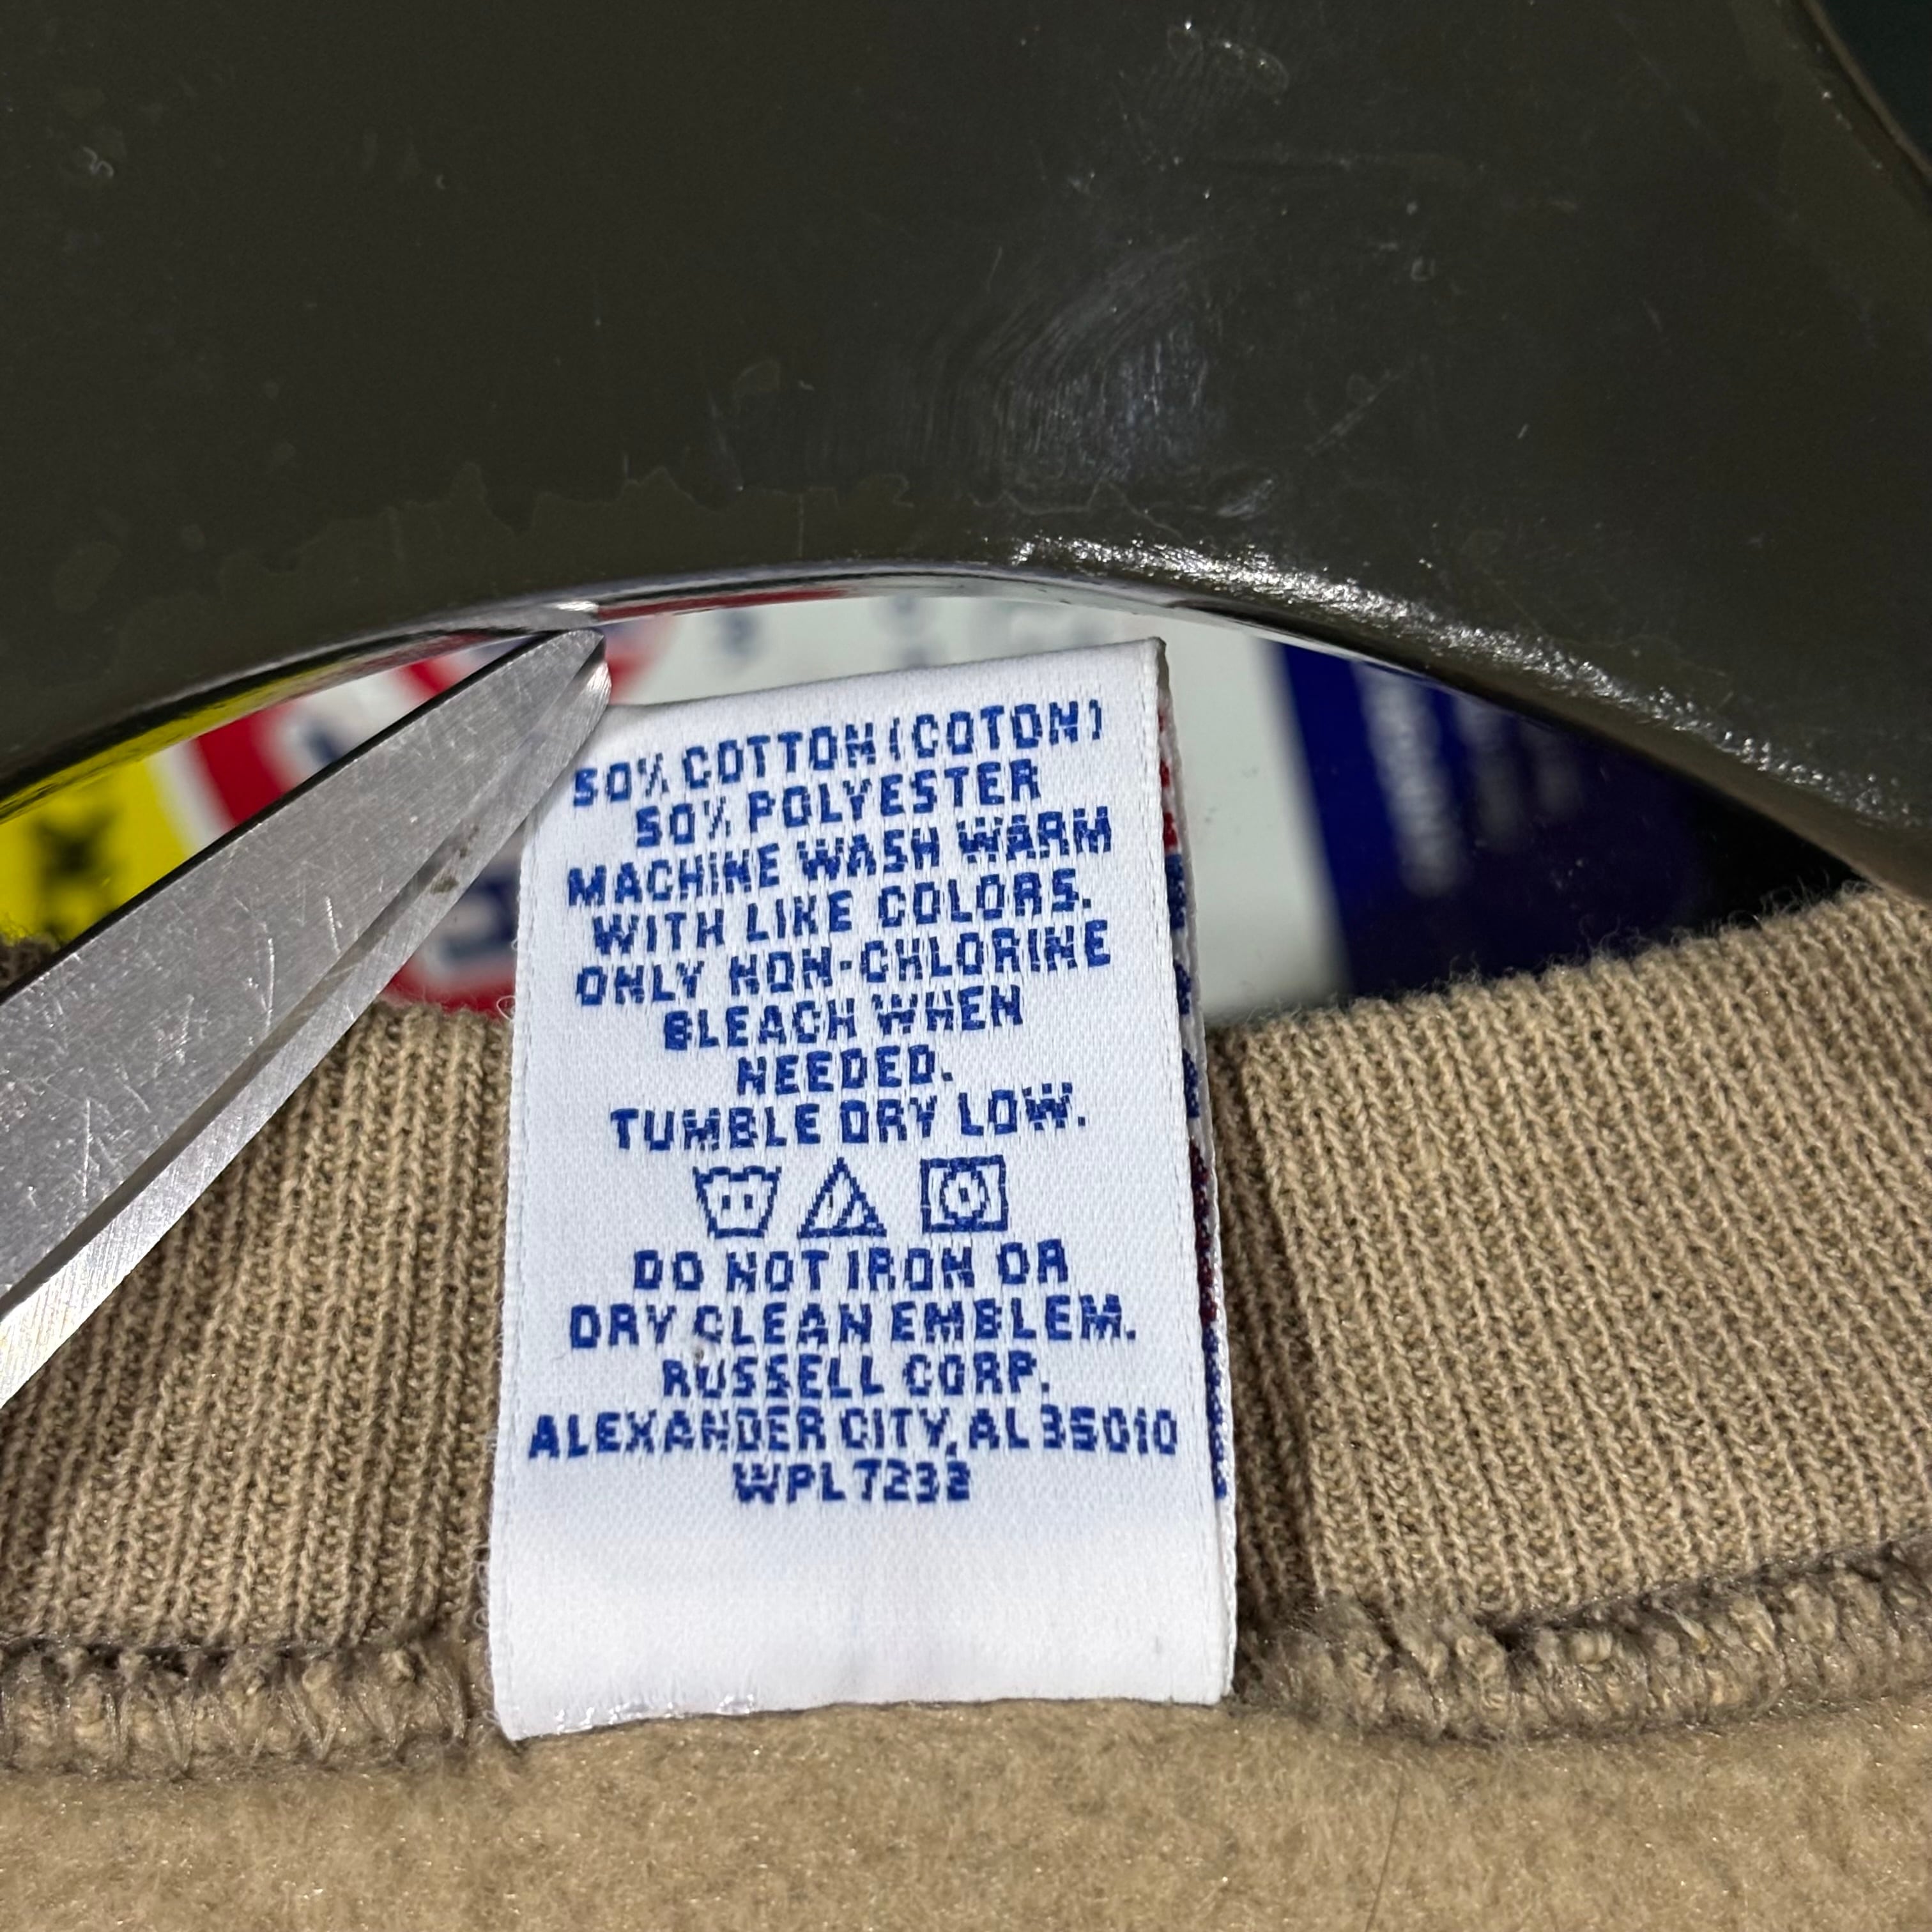 50% COTTON (COTON)
50% POLYESTER
MACHINE WASH WARM
WITH LIKE COLORS.
ONLY NON-CHLORINE
BLEACH WHEN
NEEDED.
TUMBLE DRY LOW.
DO NOT IRON OR
DRY CLEAN EMBLEM.
RUSSELL CORP.
ALEXANDER CITY, AL 35010
WPL 7232